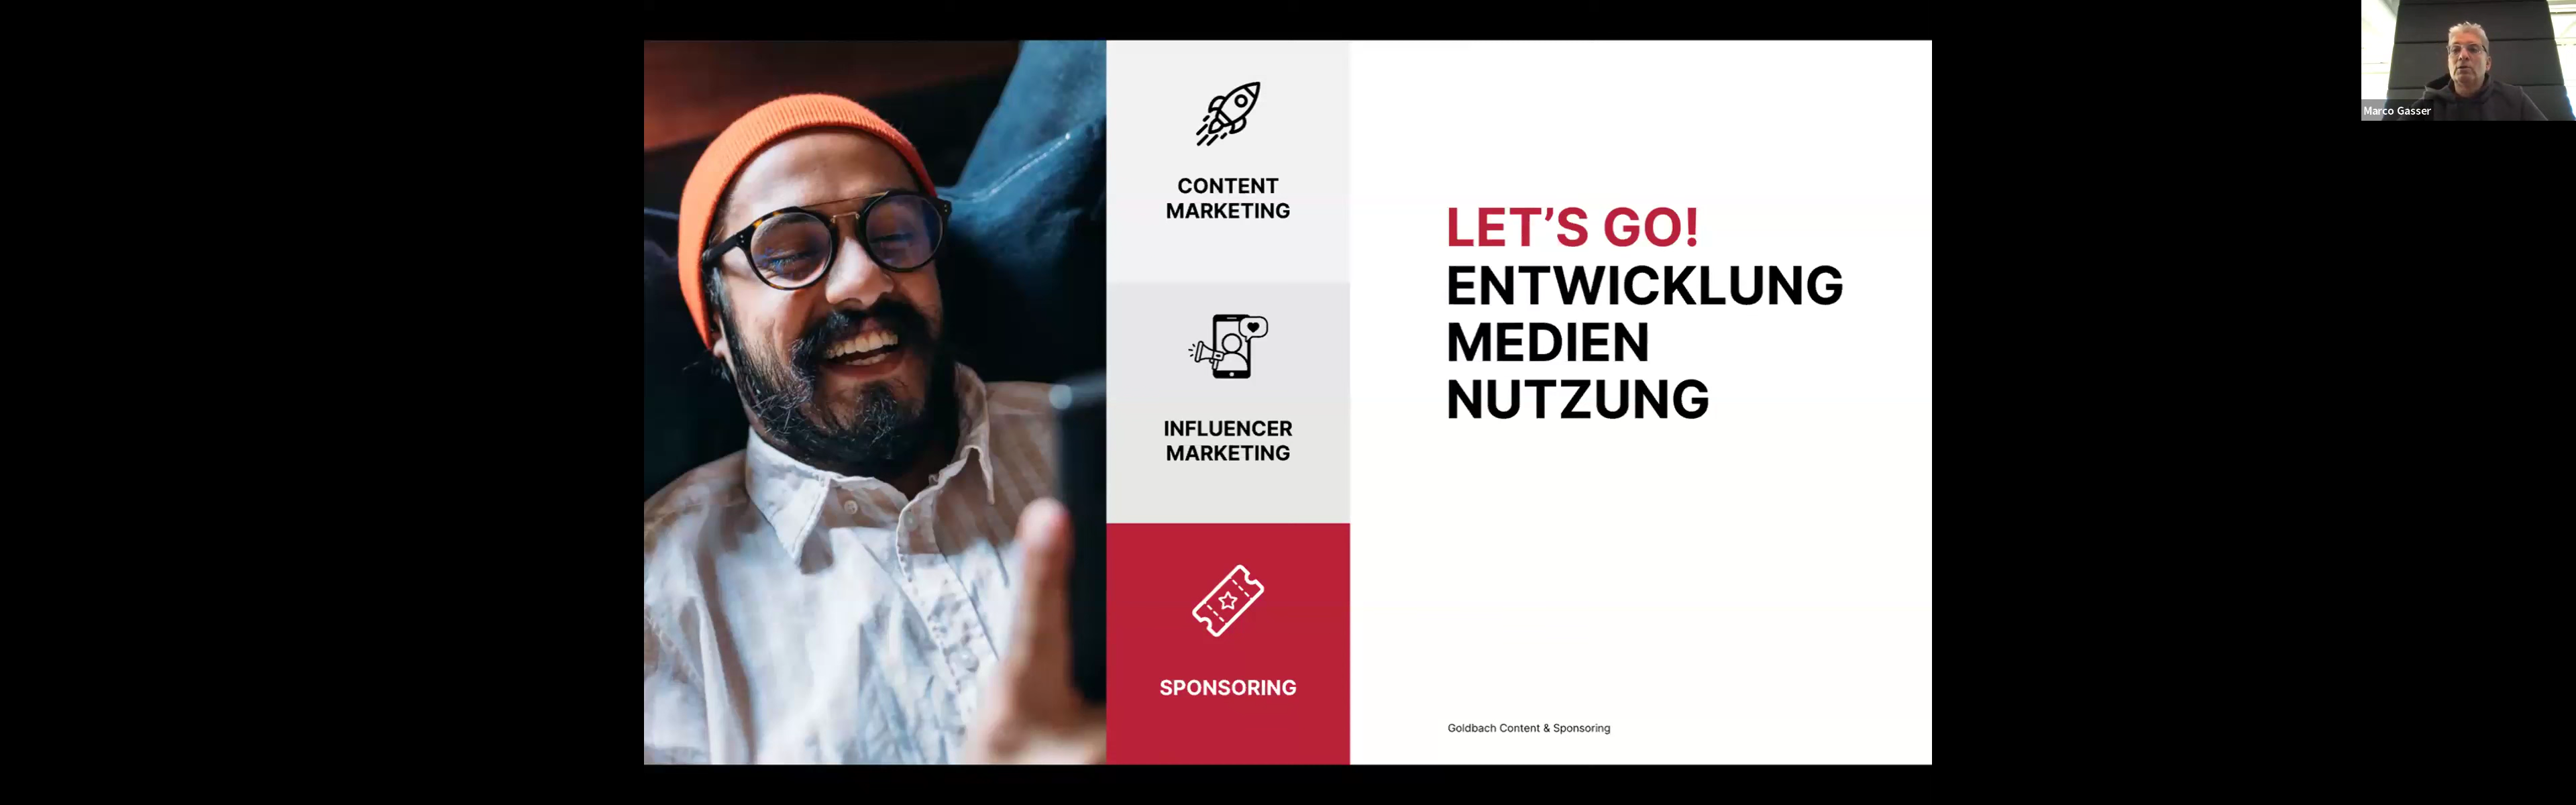 CONTENT
MARKETING
INFLUENCER
MARKETING
SPONSORING
LET'S GO!
ENTWICKLUNG
MEDIEN
NUTZUNG
Goldbach Content & Sponsoring
Marco Gasser